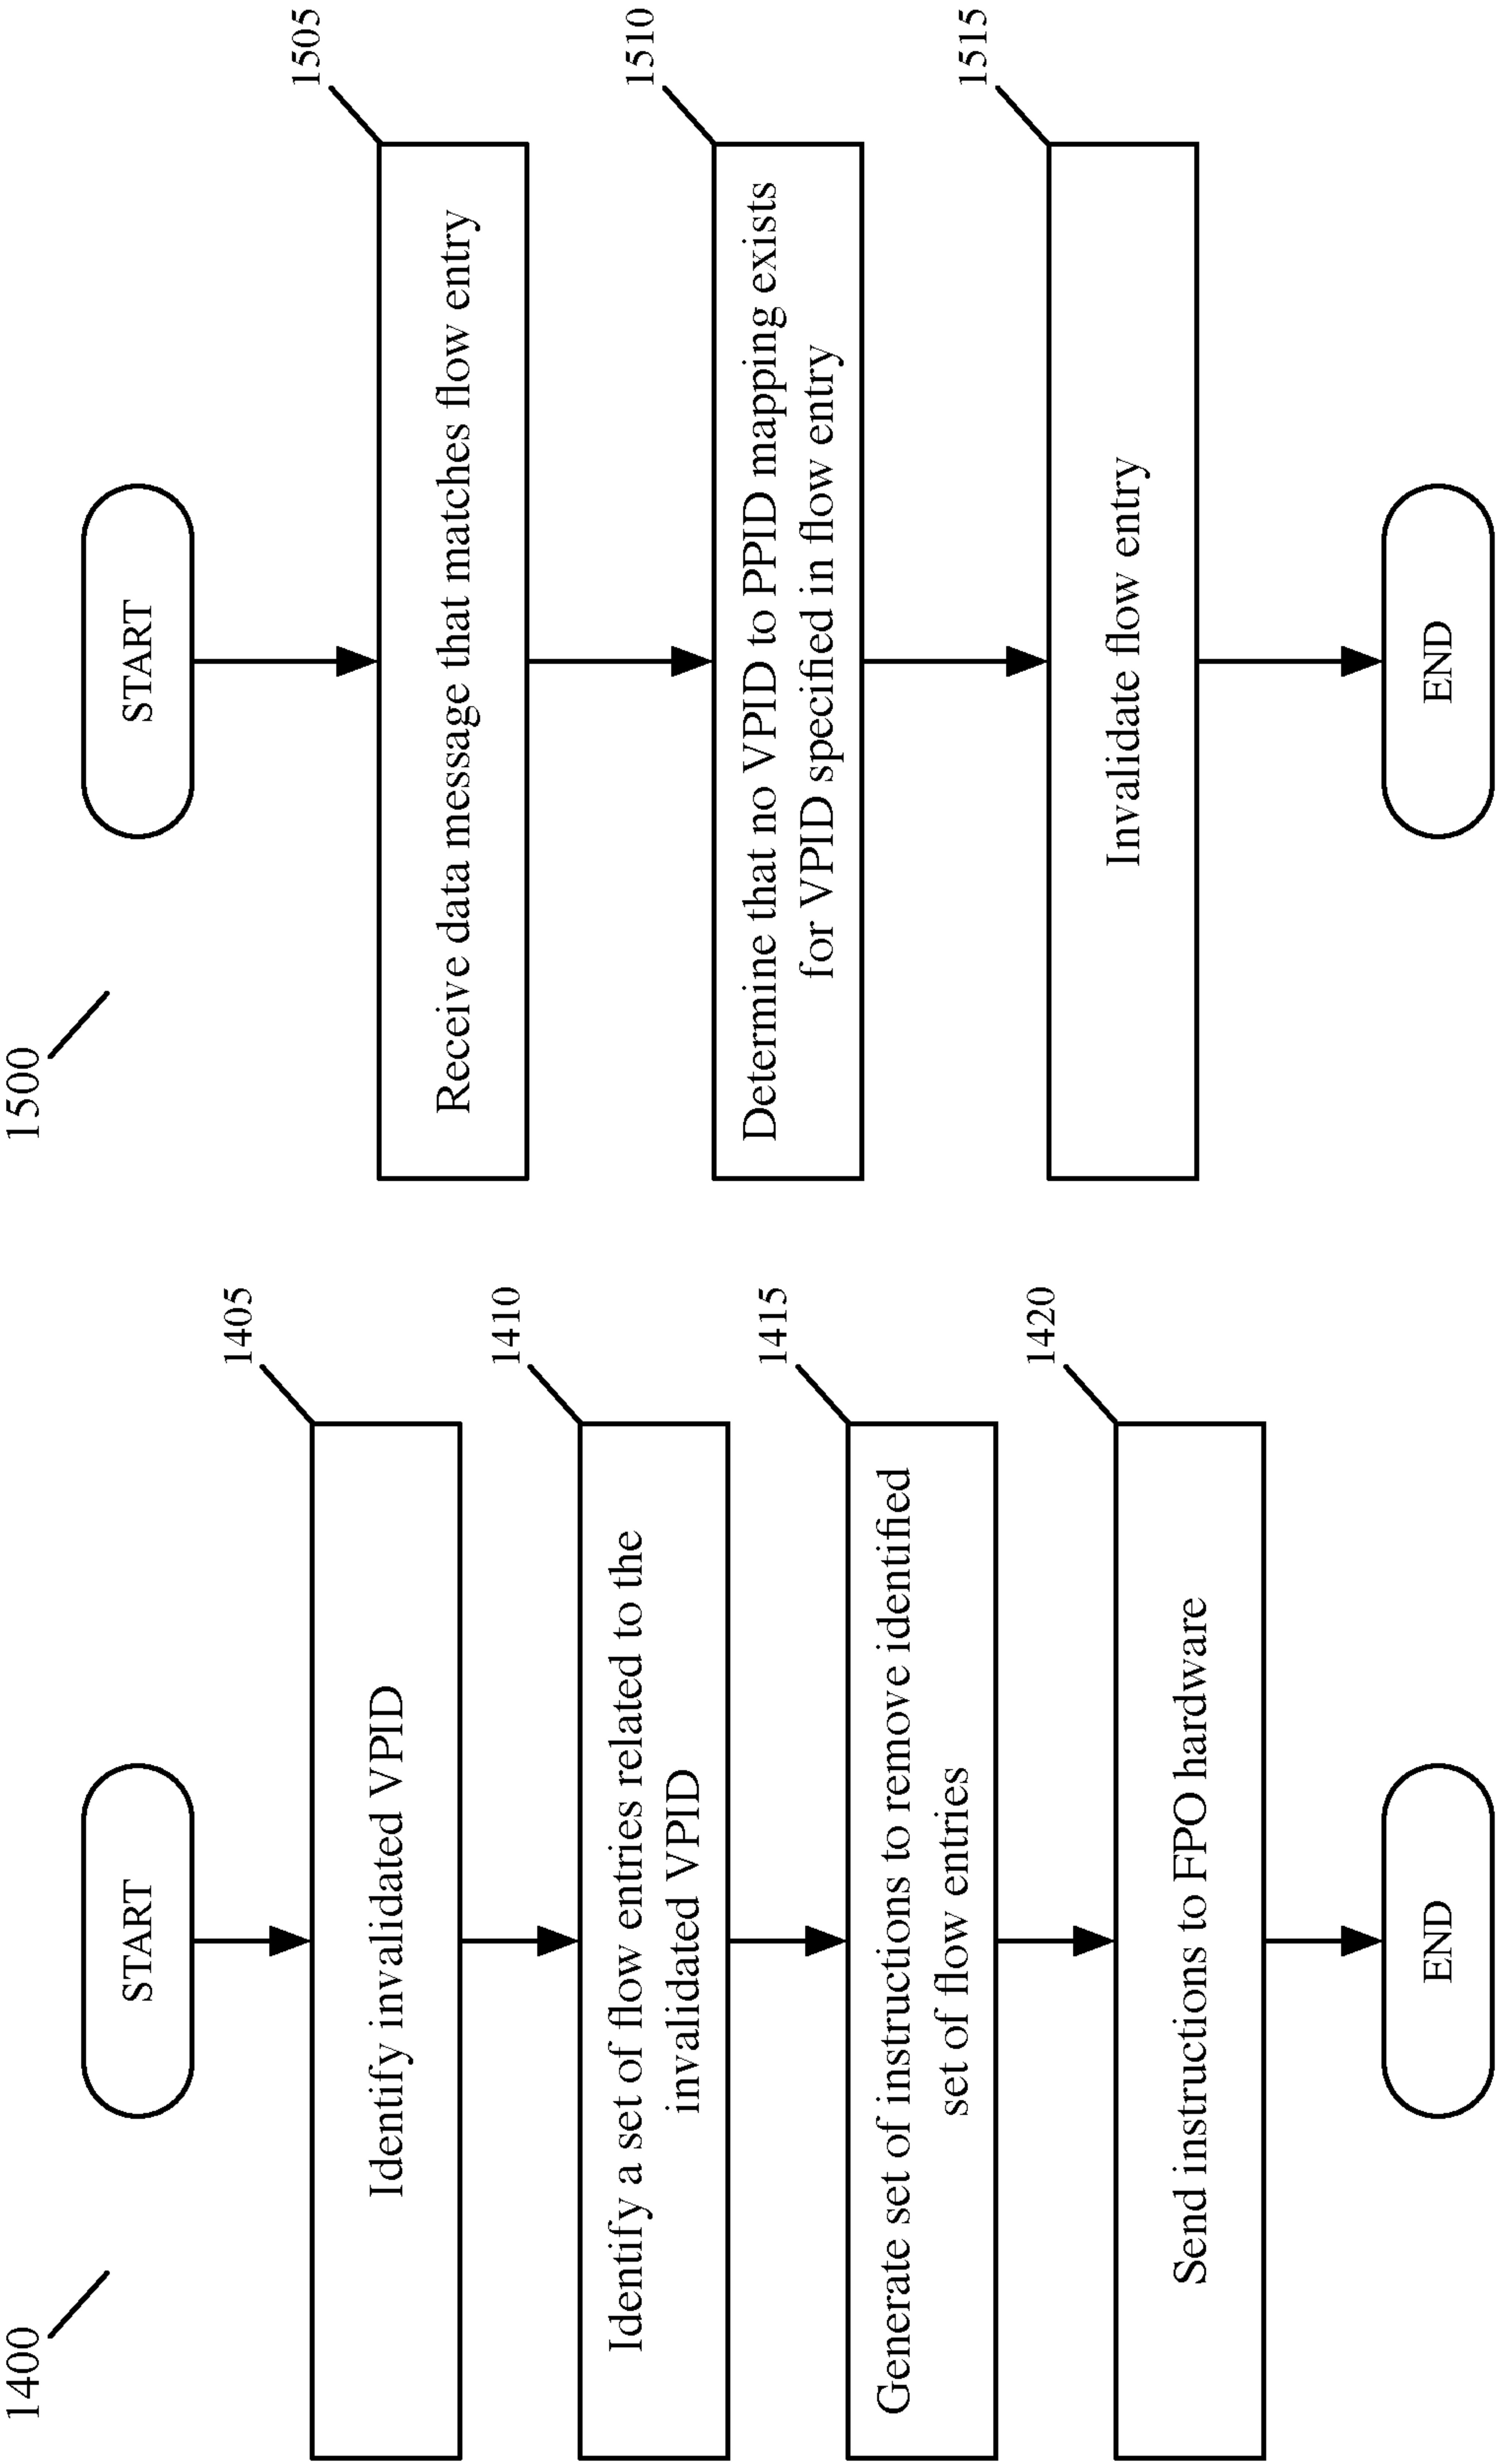 1400
START
1405
Identify invalidated VPID
1410
Identify a set of flow entries related to the
invalidated VPID
1415
Generate set of instructions to remove identified
set of flow entries
1420
Send instructions to FPO hardware
END
1500
START
1505
Receive data message that matches flow entry
1510
Determine that no VPID to PPID mapping exists
for VPID specified in flow entry
1515
Invalidate flow entry
END